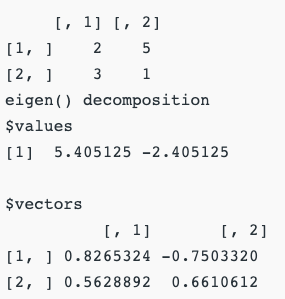 [, 1] [, 2]
[1, ] 2 5
[2, ] 3 1
eigen() decomposition
$values
[1] 5.405125 -2.405125
$vectors
[, 1] [, 2]
[1, ] 0.8265324 -0.7503320
[2, ] 0.5628892 0.6610612